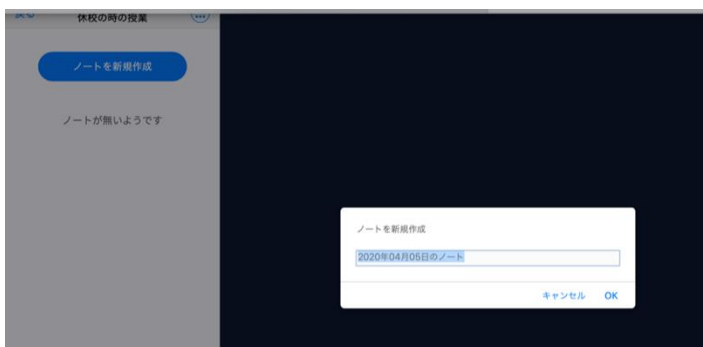 戻る
休校の時の授業
ノートを新規作成
ノートが無いようです
ノートを新規作成
2020年04月05日のノート
キャンセル OK